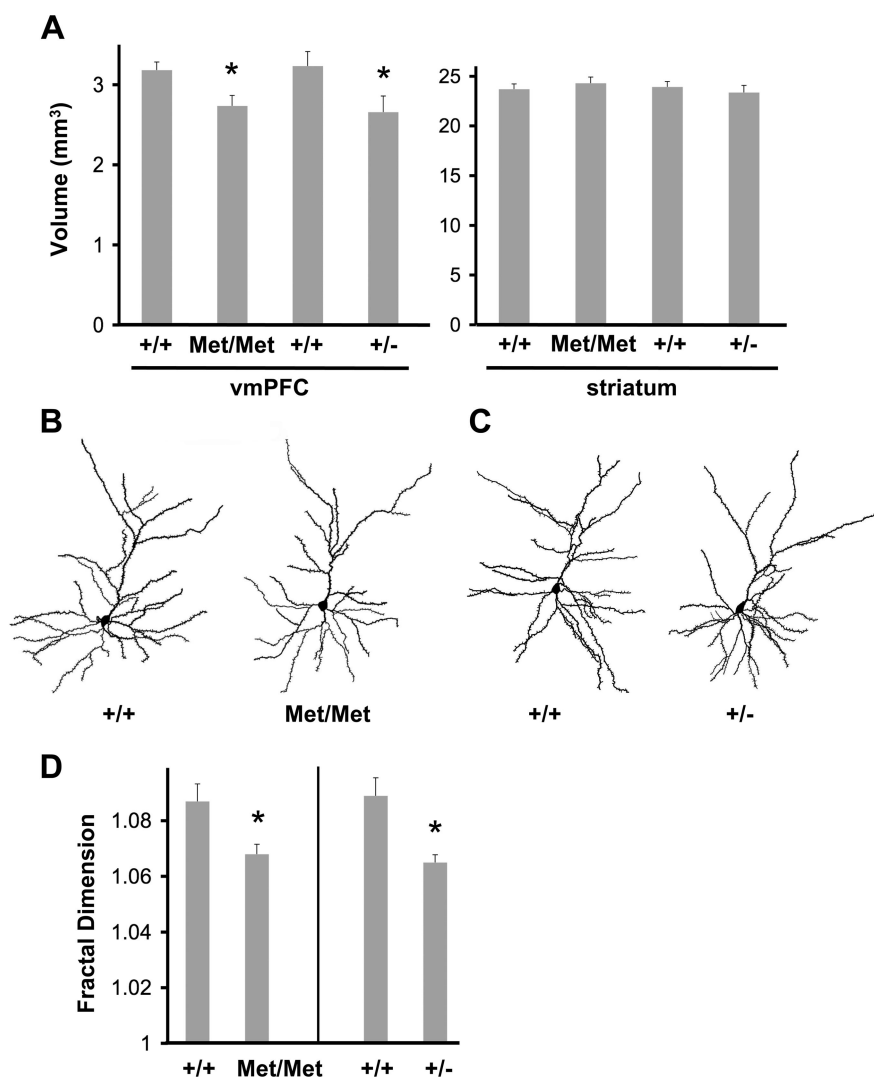 A
Volume (mm³)
3
2
1
0
* *
+/+ Met/Met +/+ +/-
vmPFC
25
20
15
10
5
0
+/+ Met/Met +/+ +/-
striatum
B
+/+ Met/Met
C
+/+ +/-
D
Fractal Dimension
1.08
1.06
1.04
1.02
1
* *
+/+ Met/Met +/+ +/-